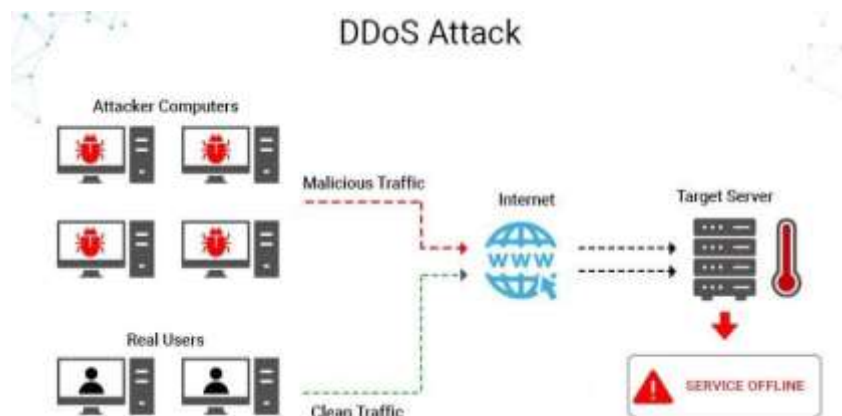 DDoS Attack
Attacker Computers
Malicious Traffic
Internet
Target Server
WWW
Real Users
SERVICE OFFLINE
Clean Traffic